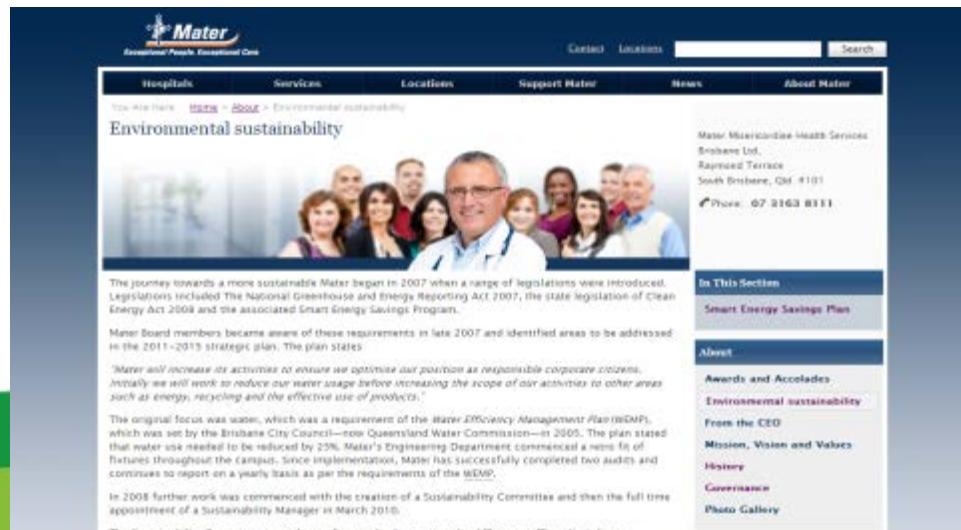 Mater
Exceptional People. Exceptional Care
Contact Locations Search
Hospitals Services Locations Support Mater News About Mater
You Are Here Home > About > Environmental sustainability
Environmental sustainability
Mater Misericordiae Health Services
Brisbane Ltd,
Raymond Terrace
South Brisbane, Qld. 4101
Phone: 07 3163 8111
The journey towards a more sustainable Mater began in 2007 when a range of legislations were introduced.
Legislations included The National Greenhouse and Energy Reporting Act 2007, the state legislation of Clean
Energy Act 2008 and the associated Smart Energy Savings Program.
Mater Board members became aware of these requirements in late 2007 and identified areas to be addressed
in the 2011-2015 strategic plan. The plan states
"Mater will increase its activities to ensure we optimise our position as responsible corporate citizens.
Initially we will work to reduce our water usage before increasing the scope of our activities to other areas
such as energy, recycling and the effective use of products."
The original focus was water, which was a requirement of the Water Efficiency Management Plan (WEMP),
which was set by the Brisbane City Council—now Queensland Water Commission—in 2005. The plan stated
that water use needed to be reduced by 25%. Mater's Engineering Department commenced a retro fit of
fixtures throughout the campus. Since implementation, Mater has successfully completed two audits and
continues to report on a yearly basis as per the requirements of the WEMP.
In 2008 further work was commenced with the creation of a Sustainability Committee and then the full time
appointment of a Sustainability Manager in March 2010.
In This Section
Smart Energy Savings Plan
About
Awards and Accolades
Environmental sustainability
From the CEO
Mission, Vision and Values
History
Governance
Photo Gallery